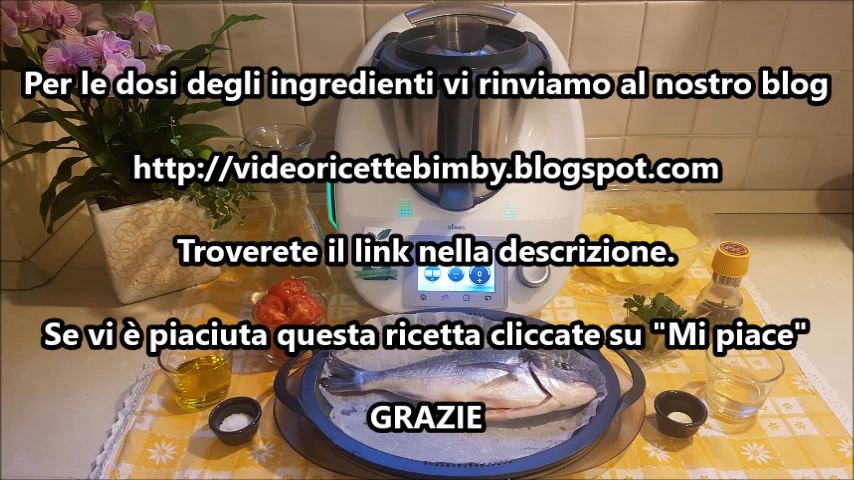 Per le dosi degli ingredienti vi rinviamo al nostro blog
http://videoricettebimby.blogspot.com
Troverete il link nella descrizione.
Se vi è piaciuta questa ricetta cliccate su "Mi piace"
GRAZIE